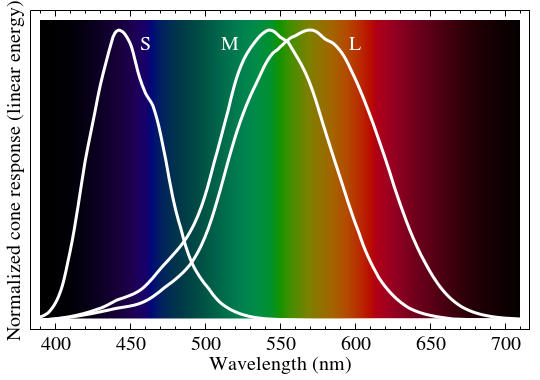 Normalized cone response (linear energy)
S
M
L
400 450 500 550 600 650 700
Wavelength (nm)